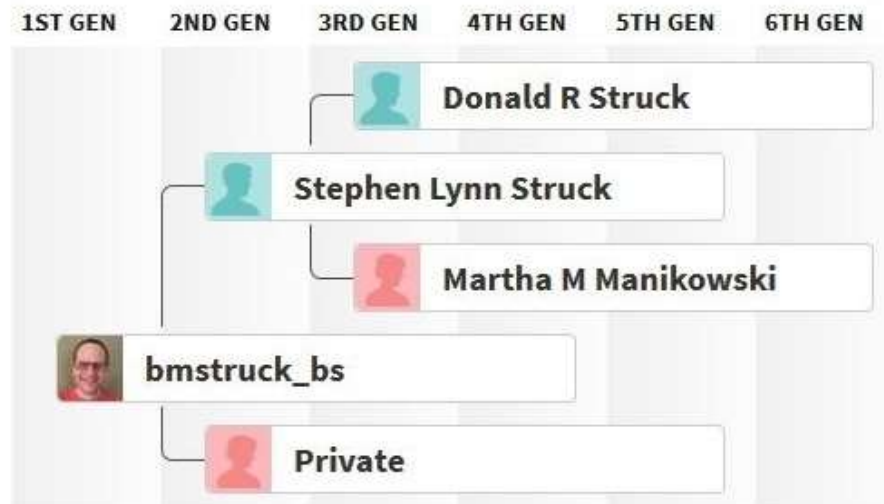 1ST GEN 2ND GEN 3RD GEN 4TH GEN 5TH GEN 6TH GEN
Donald R Struck
Stephen Lynn Struck
Martha M Manikowski
bmstruck_bs
Private